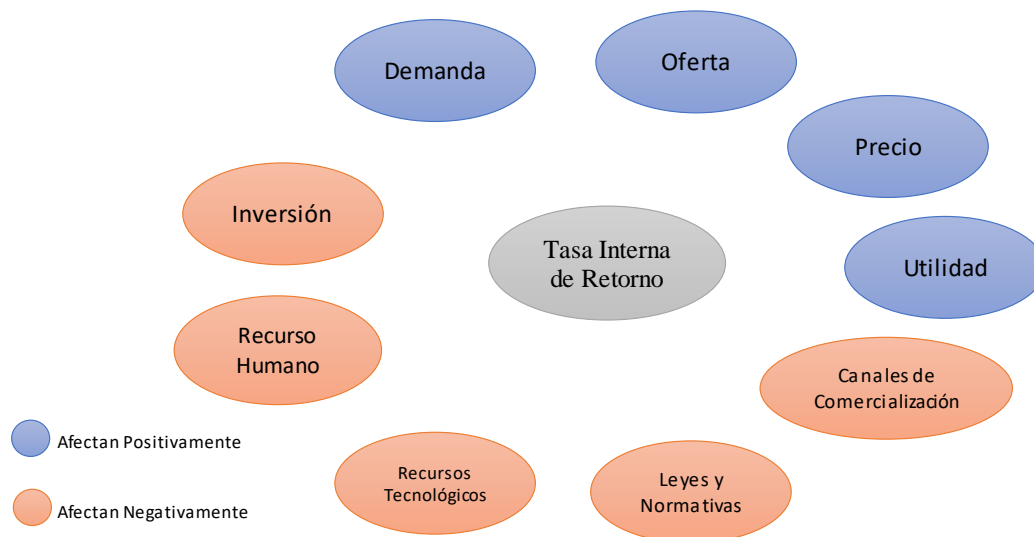 Demanda
Oferta
Precio
Inversión
Tasa Interna
de Retorno
Utilidad
Recurso
Humano
Canales de
Comercialización
Afectan Positivamente
Recursos
Tecnológicos
Leyes y
Normativas
Afectan Negativamente